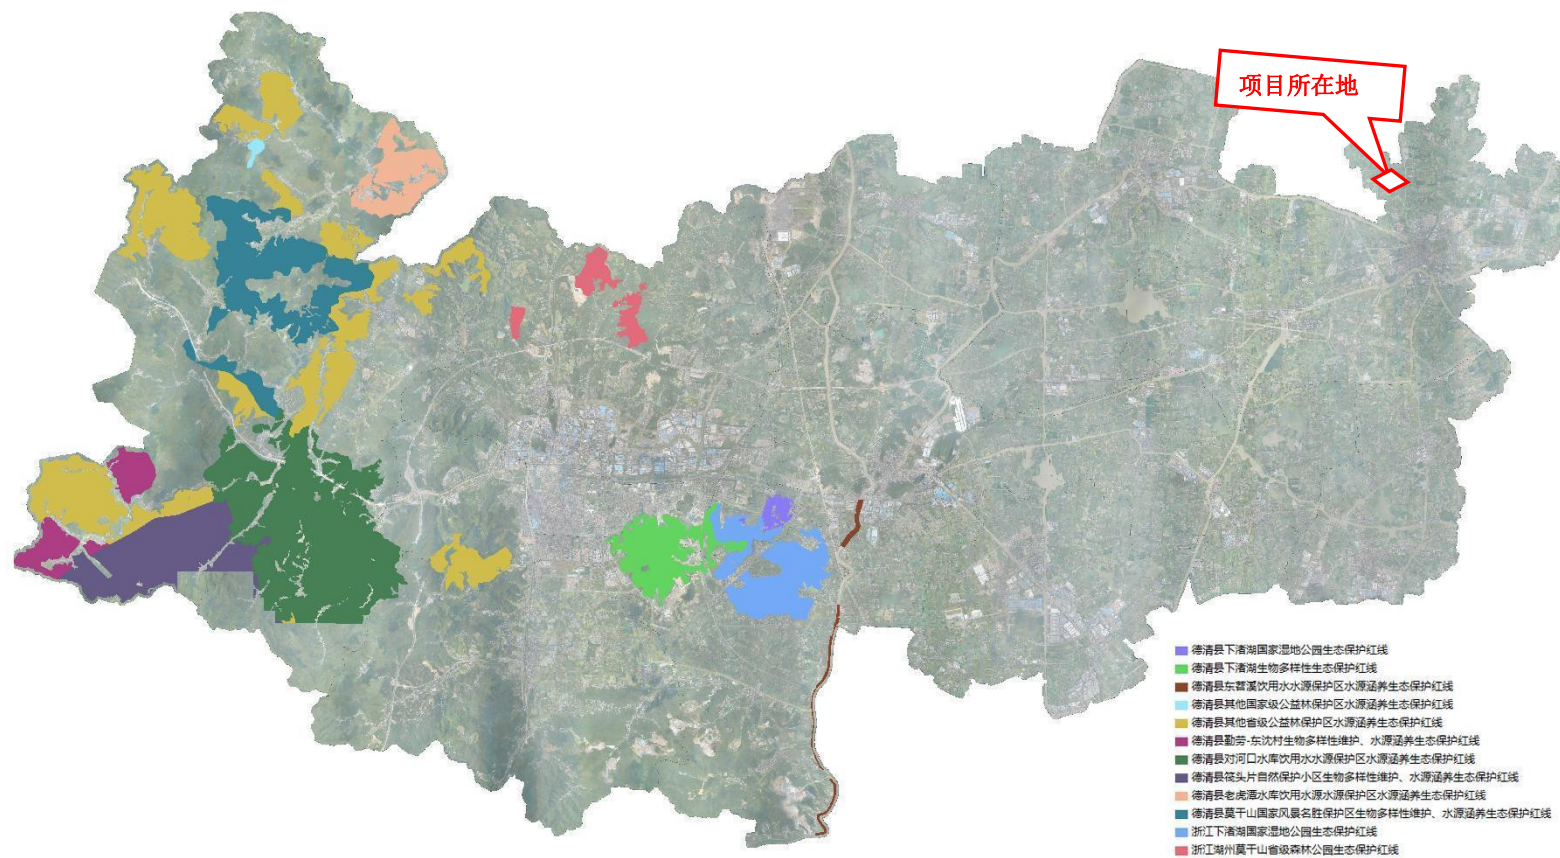 项目所在地
德清县下渚湖国家湿地公园生态保护红线
德清县下渚湖生物多样性生态保护红线
德清县东苕溪饮用水水源保护区水源涵养生态保护红线
德清县其他国家级公益林保护区水源涵养生态保护红线
德清县其他省级公益林保护区水源涵养生态保护红线
德清县勤劳-东沈村生物多样性维护、水源涵养生态保护红线
德清县对河口水库饮用水水源保护区水源涵养生态保护红线
德清县筏头片自然保护小区生物多样性维护、水源涵养生态保护红线
德清县老虎潭水库饮用水源水源保护区水源涵养生态保护红线
德清县莫干山国家风景名胜保护区生物多样性维护、水源涵养生态保护红线
浙江下渚湖国家湿地公园生态保护红线
浙江湖州莫干山省级森林公园生态保护红线